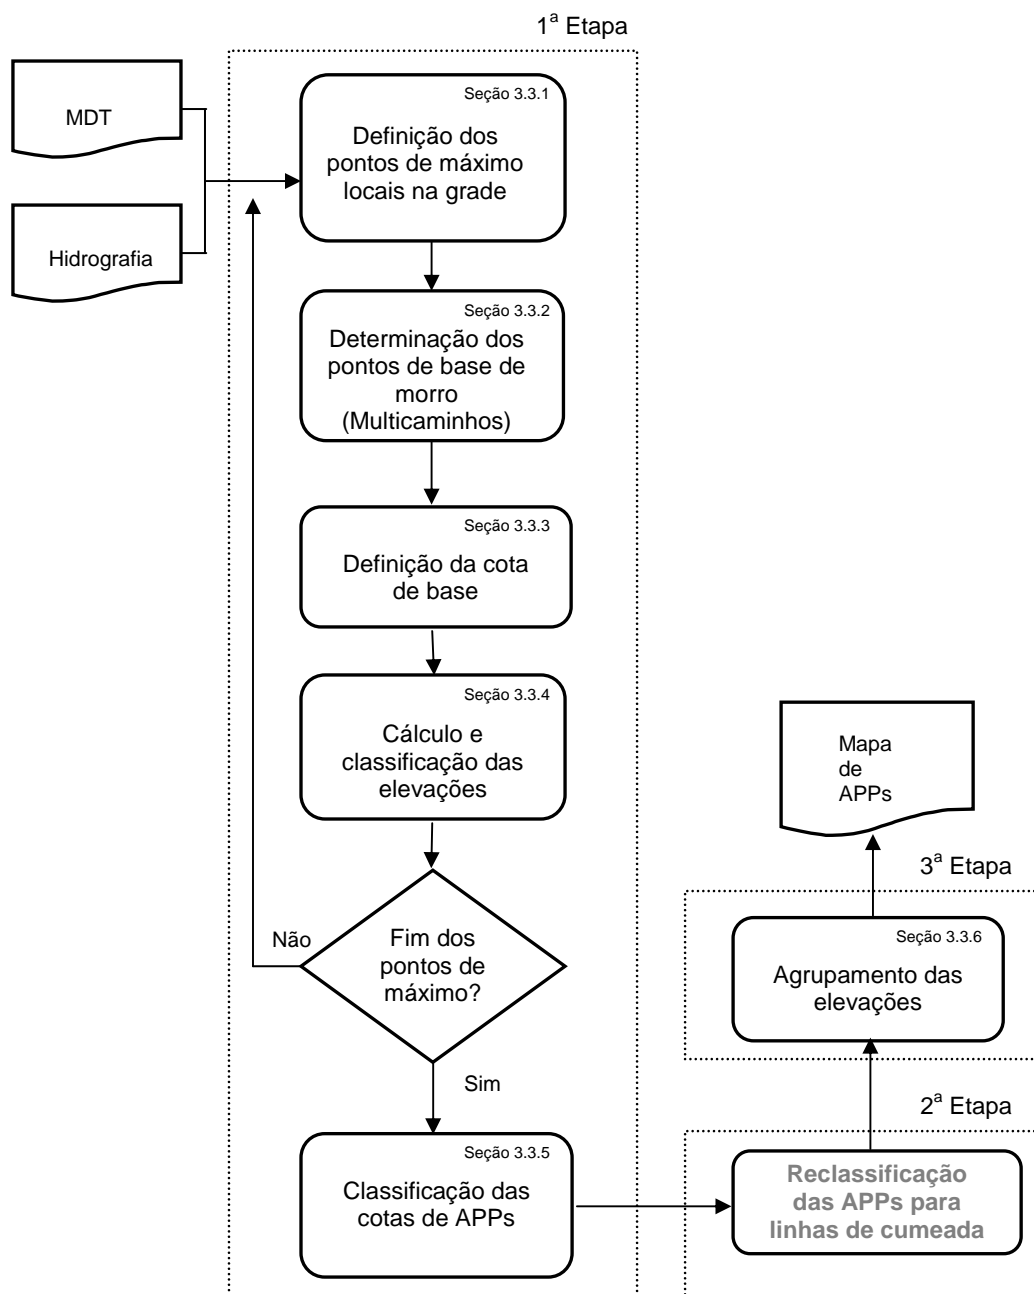 1ª Etapa
MDT
Hidrografia
Seção 3.3.1
Definição dos
pontos de máximo
locais na grade
Seção 3.3.2
Determinação dos
pontos de base de
morro
(Multicaminhos)
Seção 3.3.3
Definição da cota
de base
Seção 3.3.4
Cálculo e
classificação das
elevações
Não
Fim dos
pontos de
máximo?
Sim
Seção 3.3.5
Classificação das
cotas de APPs
Mapa
de
APPs
3ª Etapa
Seção 3.3.6
Agrupamento das
elevações
2ª Etapa
Reclassificação
das APPs para
linhas de cumeada